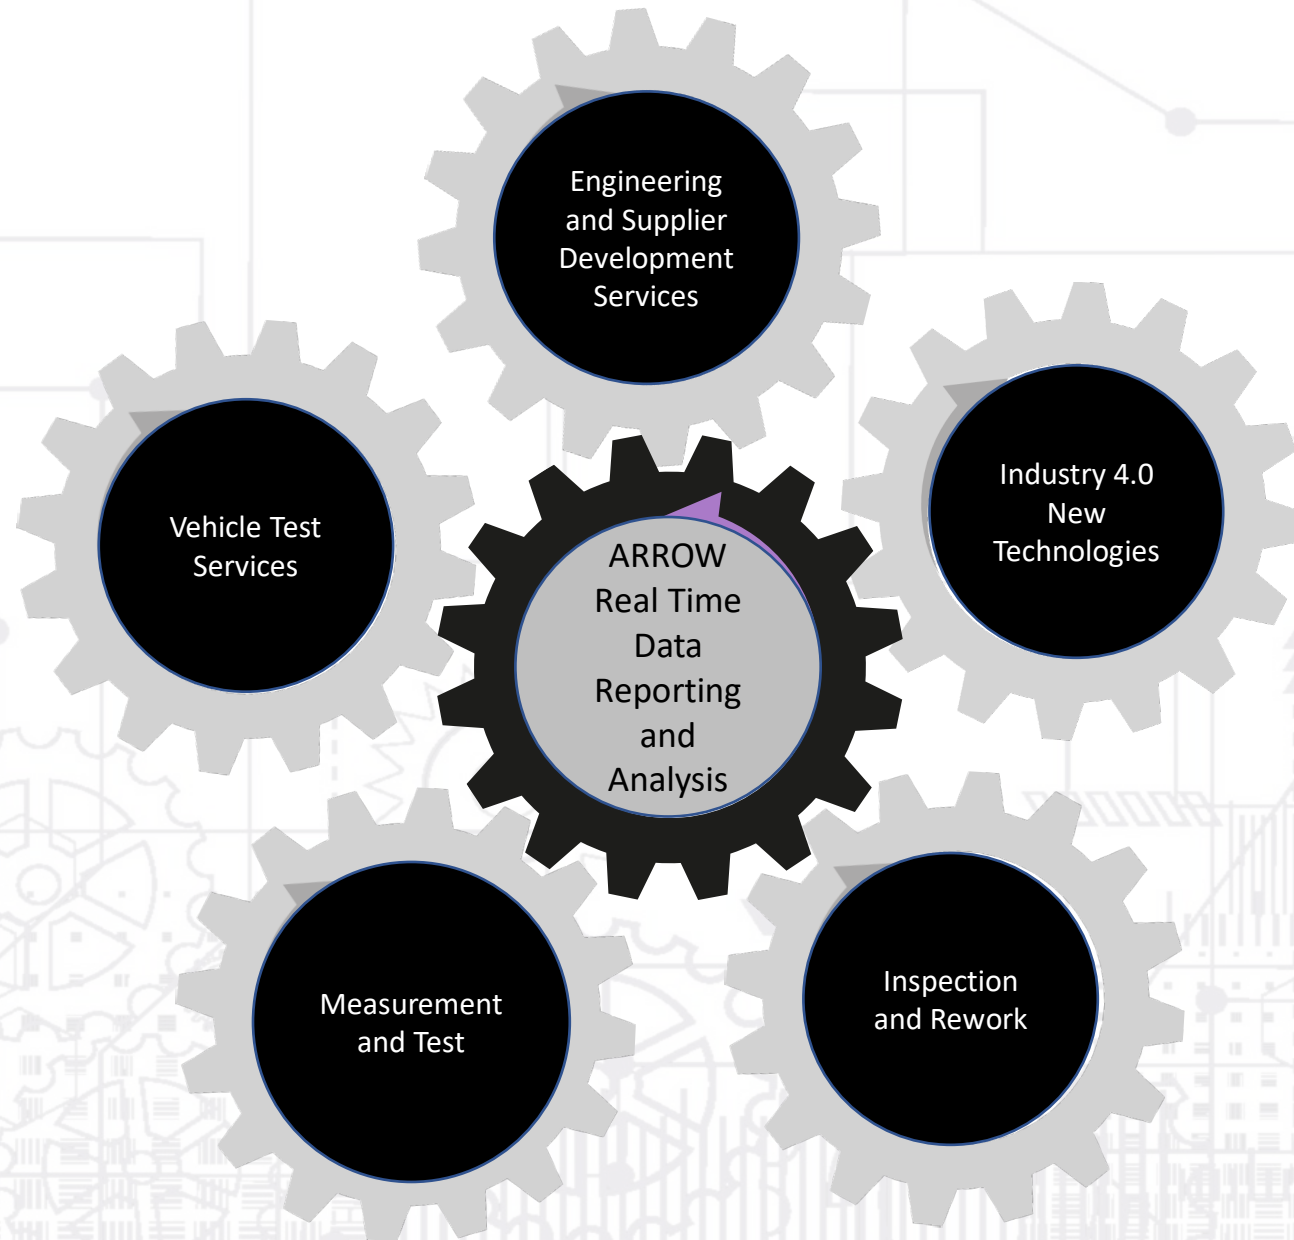 Engineering
and Supplier
Development
Services
Industry 4.0
New
Technologies
Vehicle Test
Services
ARROW
Real Time
Data
Reporting
and
Analysis
Measurement
and Test
Inspection
and Rework